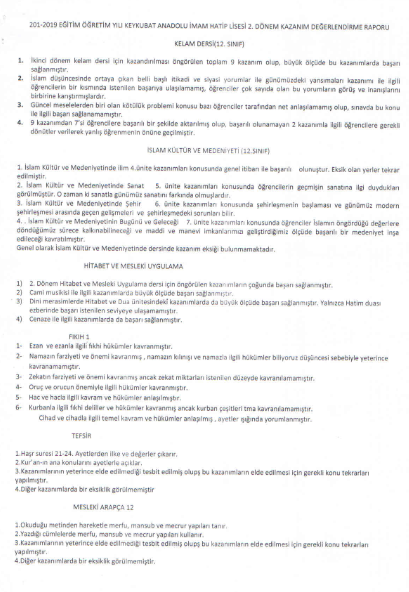 201-2019 EĞİTİM ÖĞRETİM YILI KEYKUBAT ANADOLU İMAM HATİP LİSESİ 2. DÖNEM KAZANIM DEĞERLENDİRME RAPORU
KELAM DERSİ(12. SINIF)
1. İkinci dönem kelam dersi için kazandırılması öngörülen toplam 9 kazanım olup, büyük ölçüde bu kazanımlarda başarı
sağlanmıştır.
2. İslam düşüncesinde ortaya çıkan belli başlı itikadi ve siyasi yorumlar ile günümüzdeki yansımaları kazanımı ile ilgili
öğrencilerin bir kısmında istenilen başarıya ulaşılamamış, öğrenciler çok sayıda olan bu yorumların görüş ve inanışlarını
birbirine karıştırmışlardır.
3. Güncel meselelerden biri olan kötülük problemi konusu bazı öğrenciler tarafından net anlaşılamamış olup, sınavda bu konu
ile ilgili başarı sağlanamamıştır.
4. 9 kazanımdan 7'si öğrencilere başarılı bir şekilde aktarılmış olup, başarılı olunamayan 2 kazanımla ilgili öğrencilere gerekli
dönütler verilerek yanlış öğrenmenin önüne geçilmiştir.
İSLAM KÜLTÜR VE MEDENİYETİ (12.SINIF)
1. İslam Kültür ve Medeniyetinde İlim 4.ünite kazanımları konusunda genel itibarı ile başarılı olunuştur. Eksik olan yerler tekrar
edilmiştir.
2. İslam Kültür ve Medeniyetinde Sanat 5. ünite kazanımları konusunda öğrencilerin geçmişin sanatına ilgi duydukları
görülmüştür. O zaman ki sanatla günümüz sanatını farkında olmuşlardır.
3. İslam Kültür ve Medeniyetinde Şehir 6. ünite kazanımları konusunda şehirleşmenin başlaması ve günümüz modern
şehirleşmesi arasında geçen gelişmeleri ve şehirleşmedeki sorunları bilir.
4. . İslam Kültür ve Medeniyetinin Bugünü ve Geleceği 7. ünite kazanımları konusunda öğrenciler İslamın öngördüğü değerlere
döndüğümüz sürece kalkınabileceği ve maddi ve manevi imkanlarımızı geliştirdiğimiz ölçüde başarılı bir medeniyet inşa
edileceği kavratılmıştır.
Genel olarak İslam Kültür ve Medeniyetinde dersinde kazanım eksiği bulunmamaktadır.
HİTABET VE MESLEKİ UYGULAMA
1) 2. Dönem Hitabet ve Mesleki Uygulama dersi için öngörülen kazanımların çoğunda başarı sağlanmıştır.
2) Cami musikisi ile ilgili kazanımlarda büyük ölçüde başarı sağlanmıştır.
3) Dini merasimlerde Hitabet ve Dua ünitesindeki kazanımlarda da büyük ölçüde başarı sağlanmıştır. Yalnızca Hatim duası
ezberinde başarı istenilen seviyeye ulaşamamıştır.
4) Cenaze ile ilgili kazanımlarda da başarı sağlanmıştır.
FIKIH 1
1- Ezan ve ezanla ilgili fıkhi hükümler kavranmıştır.
2- Namazın farziyeti ve önemi kavranmış , namazın kılınışı ve namazla ilgili hükümler biliyoruz düşüncesi sebebiyle yeterince
kavranamamıştır.
3- Zekatın farziyeti ve önemi kavranmış ancak zekat miktarları istenilen düzeyde kavranılamamıştır.
4- Oruç ve orucun önemiyle ilgili hükümler kavranmıştır.
5- Hac ve hacla ilgili kavram ve hükümler anlaşılmıştır.
6- Kurbanla ilgili fıkhi deliller ve hükümler kavranmış ancak kurban çeşitleri tma kavranılamamıştır.
Cihad ve cihadla ilgili temel kavram ve hükümler anlaşılmış , ayetler ışığında yorumlanmıştır.
TEFSİR
1.Haşr suresi 21-24. Ayetlerden ilke ve değerler çıkarır.
2.Kur'an'ın ana konularını ayetlerle açıklar.
3.Kazanımlarının yeterince elde edilmediği tesbit edilmiş olupş bu kazanımların elde edilmesi için gerekli konu tekrarları
yapılmıştır.
4.Diğer kazanımlarda bir eksiklik görülmemiştir
MESLEKİ ARAPÇA 12
1.Okuduğu metinden hareketle merfu, mansub ve mecrur yapıları tanır.
2.Yazdığı cümlelerde merfu, mansub ve mecrur yapıları kullanır.
3.Kazanımlarının yeterince elde edilmediği tesbit edilmiş olupş bu kazanımların elde edilmesi için gerekli konu tekrarları
yapılmıştır.
4.Diğer kazanımlarda bir eksiklik görülmemiştir.